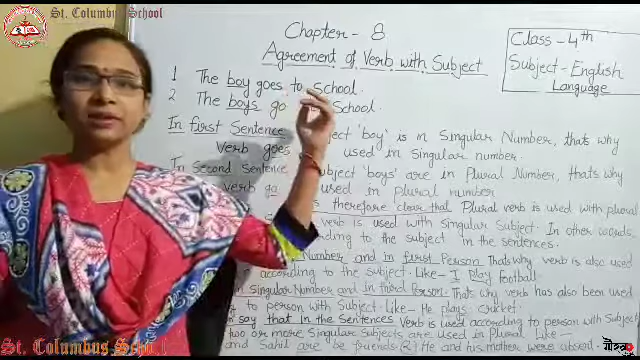 St. Columbus School
Chapter - 8
Class - 4th
Agreement of Verb with Subject
Subject - English
Language
1 The boy goes to school.
2 The boys go School.
In first Sentence ject 'boy' is in Singular Number, thats why
Verb goes used in singular number.
In second sentence subject 'boys' are in Plural Number, thats why
verb go used in plural number
therefore clear that Plural verb is used with plural
verb is used with singular Subject. In other words
ding to the subject in the sentences.
Number and in first Person. Thats why verb is also used
according to the subject. Like - I play football
in Singular Number and in third Person. Thats why verb has also been used
to person with Subject. Like - He plays cricket.
say that in the Sentences Verb is used according to person with Subject
two or more Singular Subjects are used in Plural. Like -
and Sahil are be friends (2) He and his mother were absent.
St. Columbus School